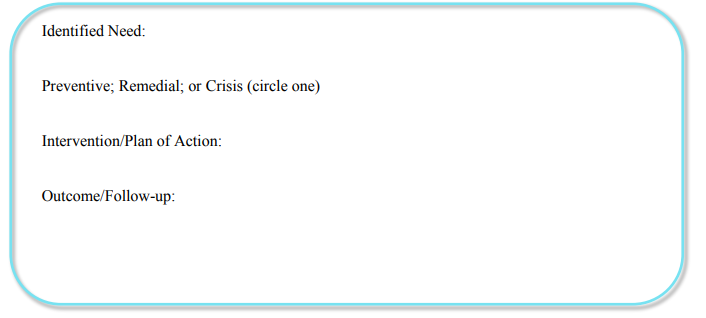 Identified Need:
Preventive; Remedial; or Crisis (circle one)
Intervention/Plan of Action:
Outcome/Follow-up: